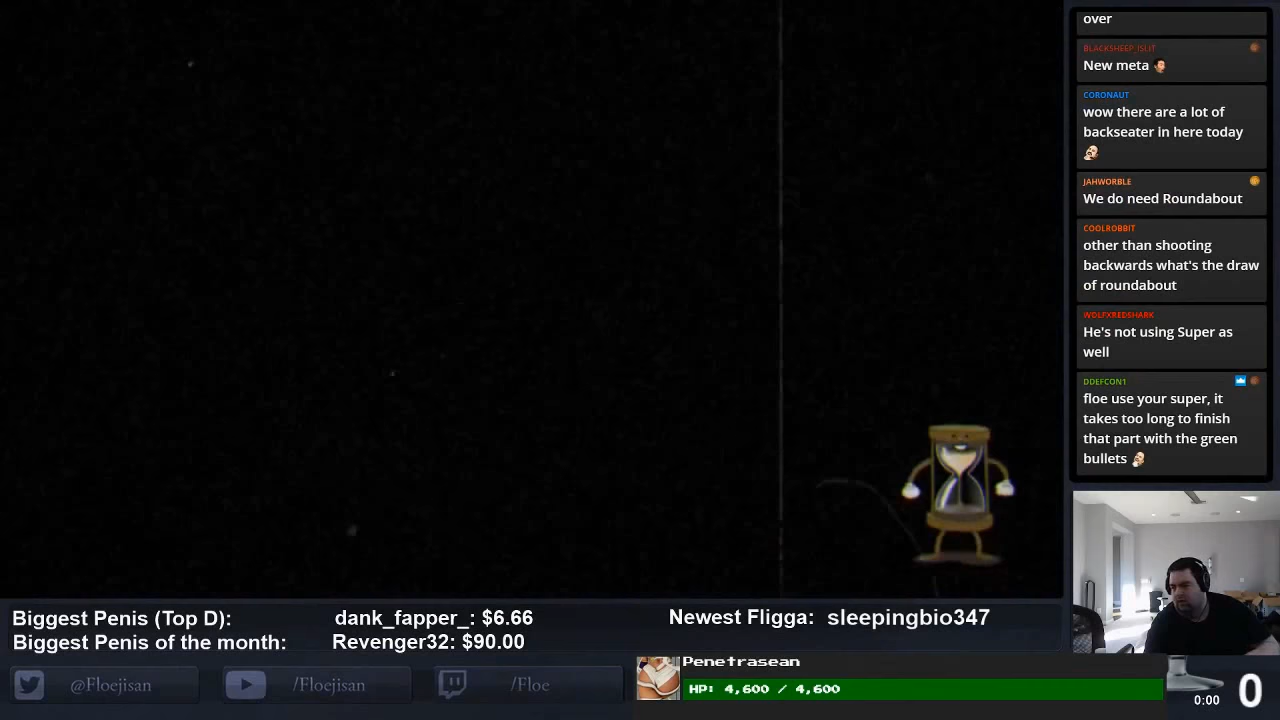 over
BLACKSHEEP_ISLIT
New meta
CORONAUT
wow there are a lot of
backseater in here today
JAHWORBLE
We do need Roundabout
COOLROBBIT
other than shooting
backwards what's the draw
of roundabout
WOLFXREDSHARK
He's not using Super as
well
DDEFCON1
floe use your super, it
takes too long to finish
that part with the green
bullets
Biggest Penis (Top D): dank_fapper_: $6.66
Biggest Penis of the month: Revenger32: $90.00
Newest Fligga: sleepingbio347
@Floejisan
/Floejisan
/Floe
Penetrasean
HP: 4,600 / 4,600
0:00
0